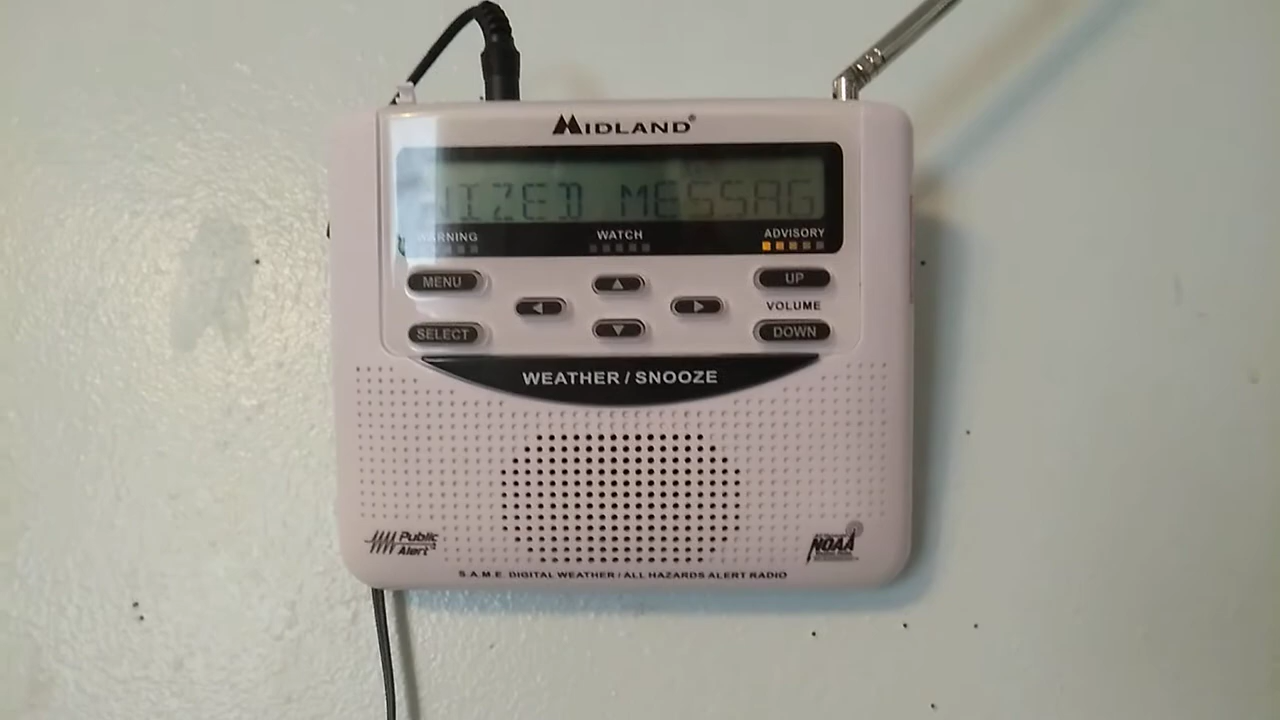 MIDLAND®
NIZED MESSAG
WARNING
WATCH
ADVISORY
MENU
UP
VOLUME
SELECT
DOWN
WEATHER / SNOOZE
Public
Alert
NOAA
S.A.M.E. DIGITAL WEATHER / ALL HAZARDS ALERT RADIO